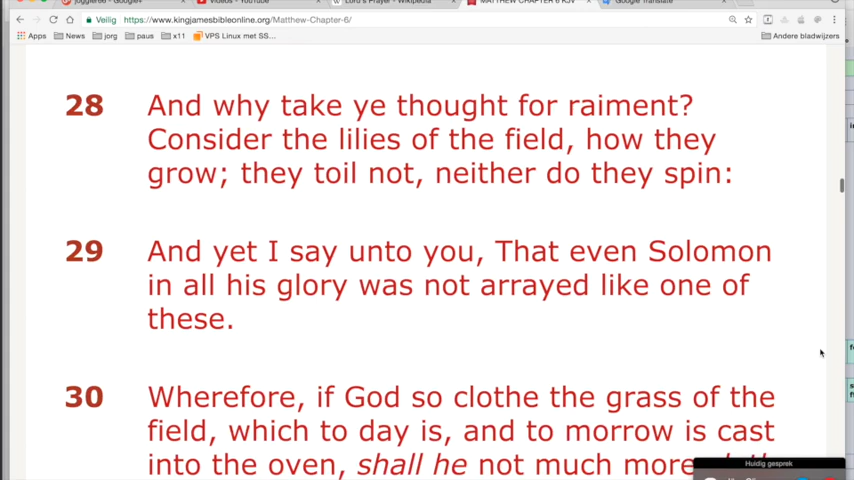 joggler66 - Google+
Videos - YouTube
Lord's Prayer - Wikipedia
MATTHEW CHAPTER 6 KJV
Google Translate
Veilig https://www.kingjamesbibleonline.org/Matthew-Chapter-6/
Apps News jorg paus x11 VPS Linux met SS... Andere bladwijzers
28 And why take ye thought for raiment?
Consider the lilies of the field, how they
grow; they toil not, neither do they spin:
29 And yet I say unto you, That even Solomon
in all his glory was not arrayed like one of
these.
30 Wherefore, if God so clothe the grass of the
field, which to day is, and to morrow is cast
into the oven, shall he not much more
Huidig gesprek